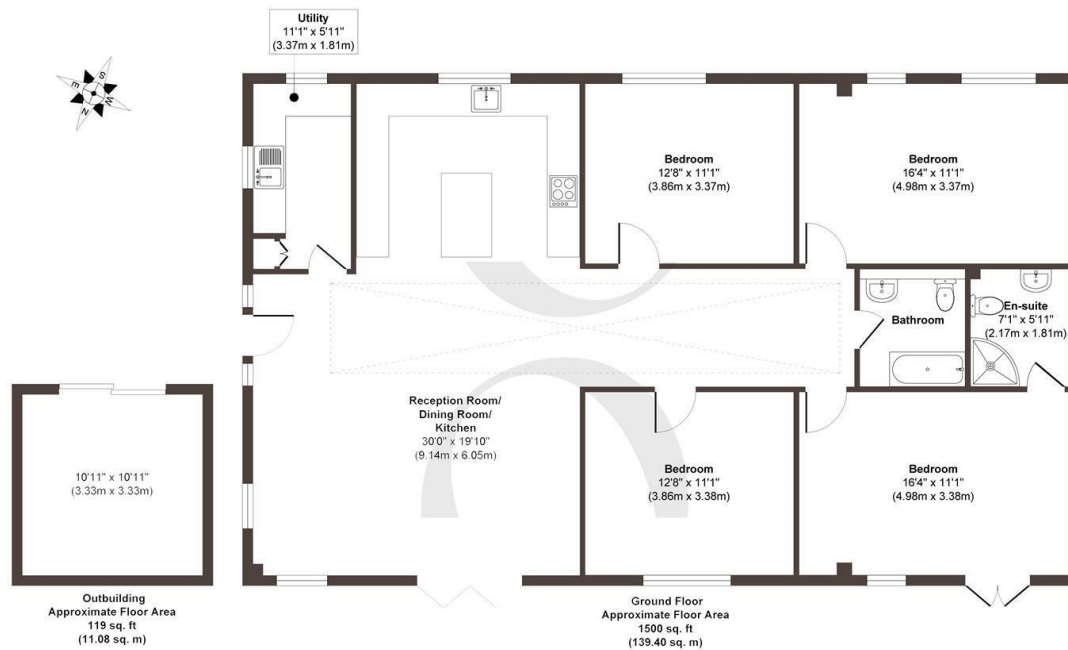 Utility
11'1" x 5'11"
(3.37m x 1.81m)
S
E
W
N
Bedroom
12'8" x 11'1"
(3.86m x 3.37m)
Bedroom
16'4" x 11'1"
(4.98m x 3.37m)
Bathroom
En-suite
7'1" x 5'11"
(2.17m x 1.81m)
Reception Room/
Dining Room/
Kitchen
30'0" x 19'10"
(9.14m x 6.05m)
Bedroom
12'8" x 11'1"
(3.86m x 3.38m)
Bedroom
16'4" x 11'1"
(4.98m x 3.38m)
10'11" x 10'11"
(3.33m x 3.33m)
Outbuilding
Approximate Floor Area
119 sq. ft
(11.08 sq. m)
Ground Floor
Approximate Floor Area
1500 sq. ft
(139.40 sq. m)